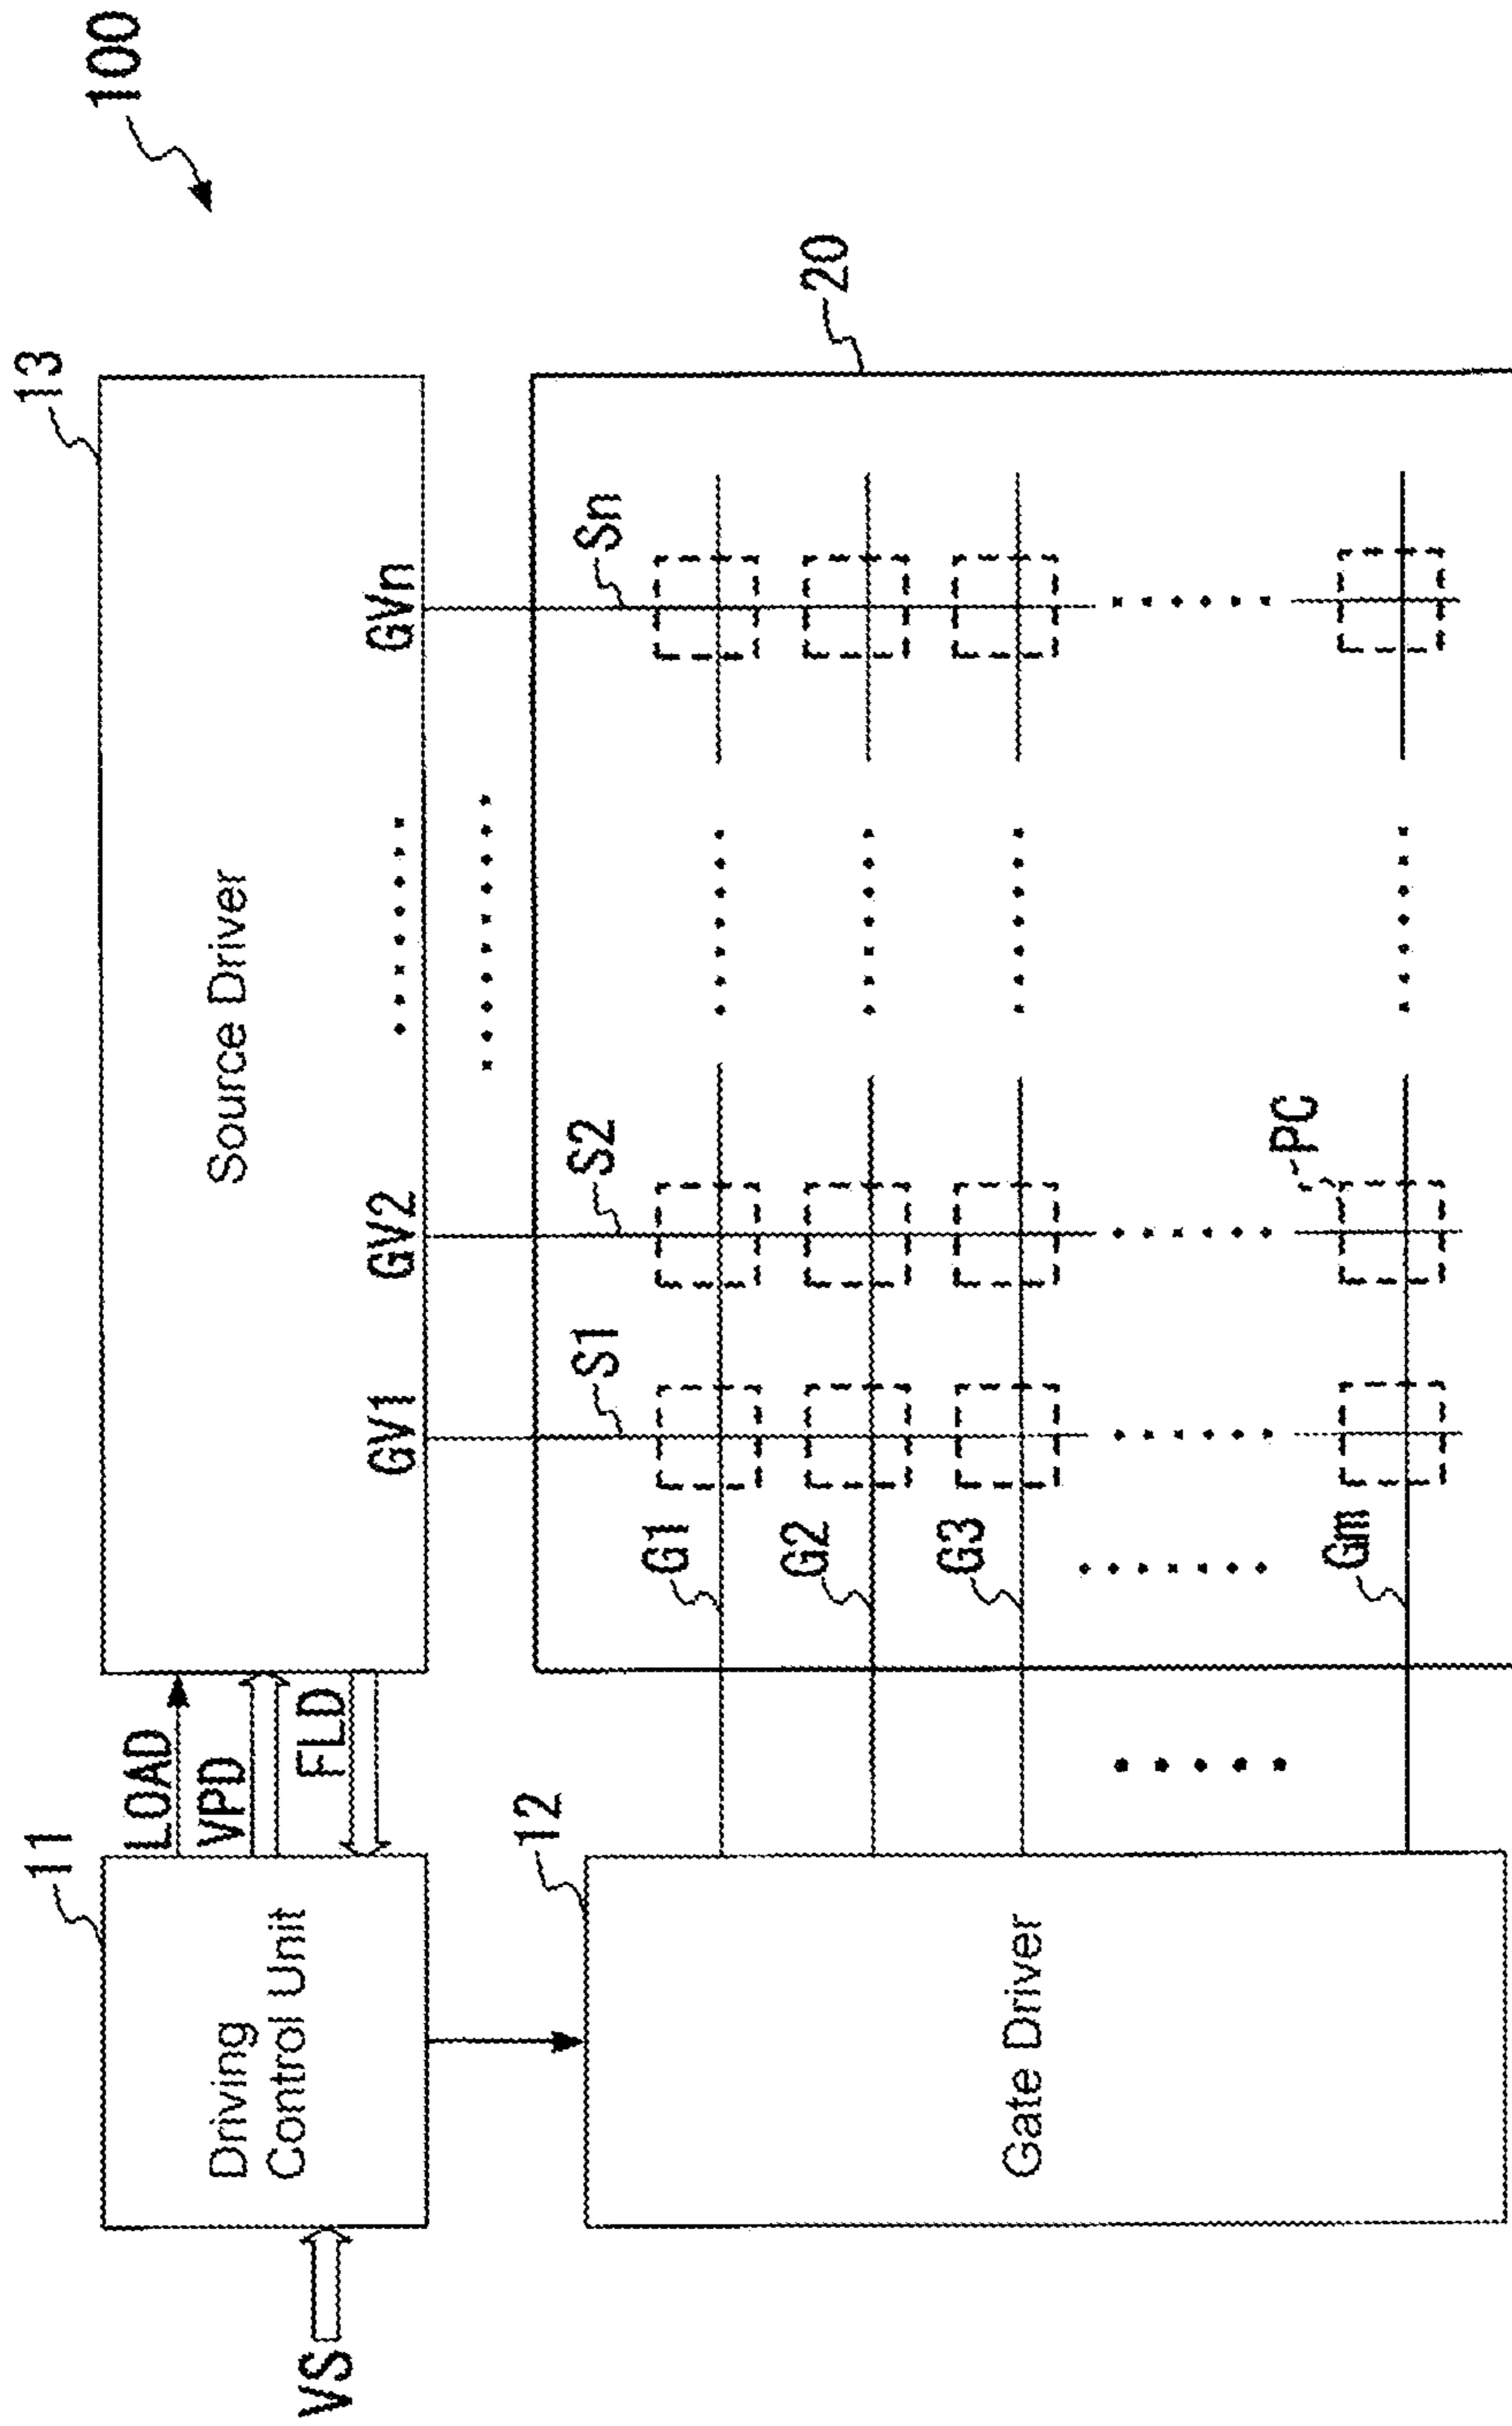 100
11
13
Driving
Control Unit
LOAD
VPD
FLD
Source Driver
GV1
GV2
GVn
VS
12
20
S1
S2
Sn
G1
G2
G3
Gate Driver
PC
Gm